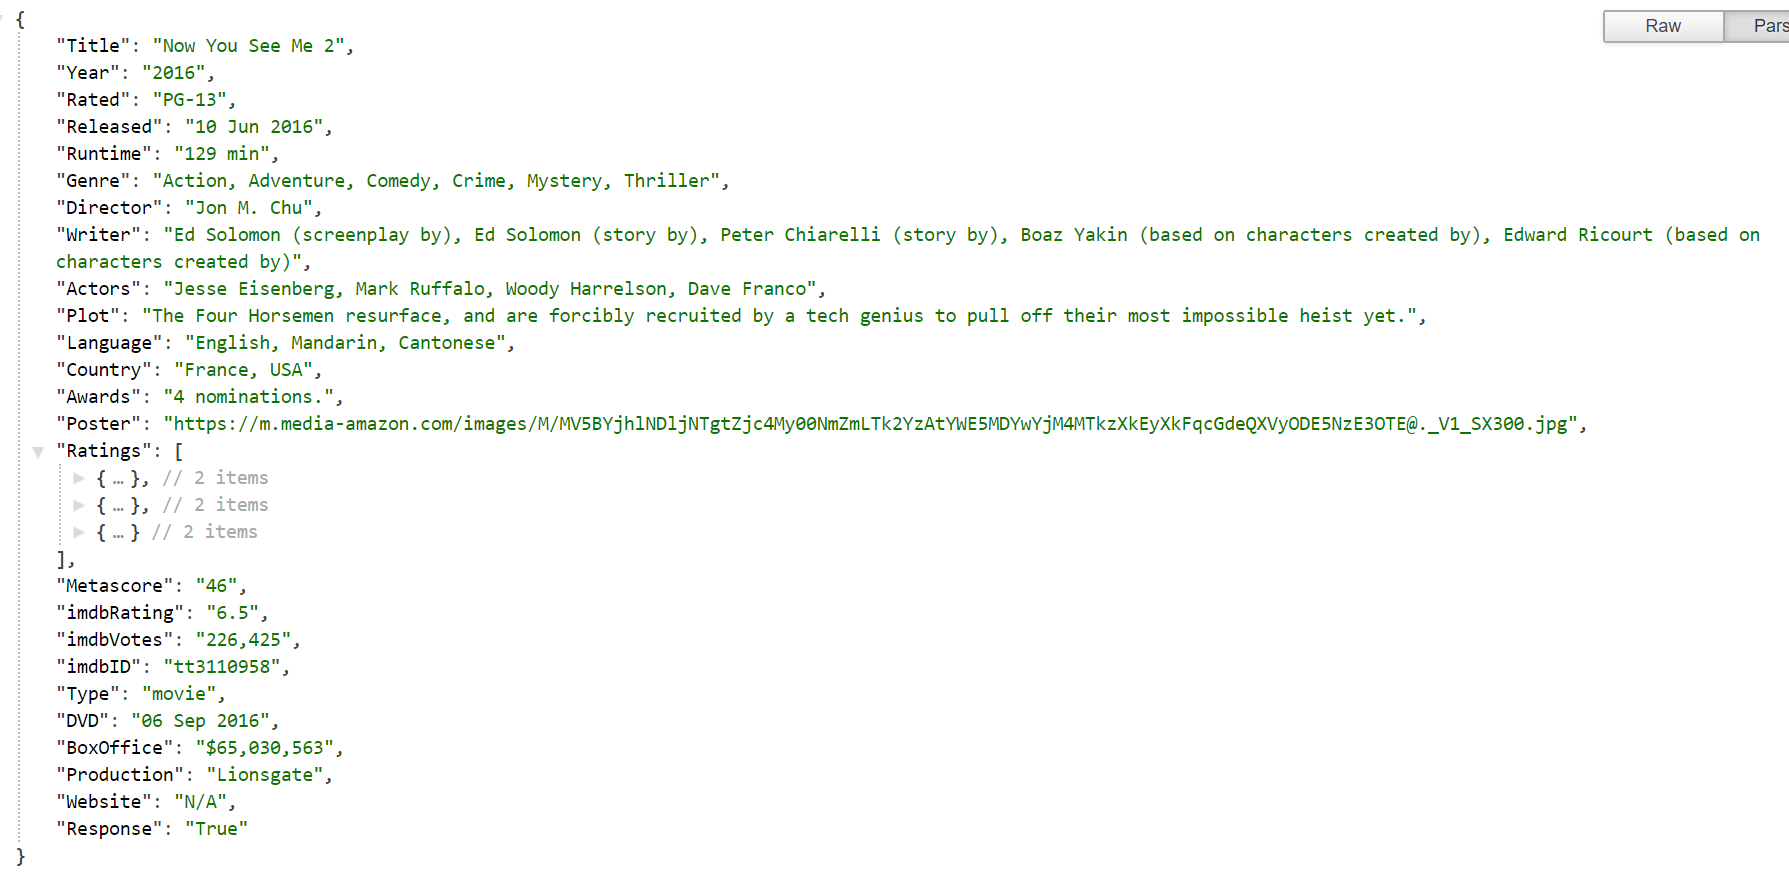 {
Raw
"Title": "Now You See Me 2",
"Year": "2016",
"Rated": "PG-13",
"Released": "10 Jun 2016",
"Runtime": "129 min",
"Genre": "Action, Adventure, Comedy, Crime, Mystery, Thriller",
"Director": "Jon M. Chu",
"Writer": "Ed Solomon (screenplay by), Ed Solomon (story by), Peter Chiarelli (story by), Boaz Yakin (based on characters created by), Edward Ricourt (based on
characters created by)",
"Actors": "Jesse Eisenberg, Mark Ruffalo, Woody Harrelson, Dave Franco",
"Plot": "The Four Horsemen resurface, and are forcibly recruited by a tech genius to pull off their most impossible heist yet.",
"Language": "English, Mandarin, Cantonese",
"Country": "France, USA",
"Awards": "4 nominations.",
"Poster": "https://m.media-amazon.com/images/M/MV5BYjhlNDljNTgtZjc4My00NmZmLTk2YzAtYWE5MDYwYjM4MTkzXkEyXkFqcGdeQXVyODE5NzE3OTE@._V1_SX300.jpg",
"Ratings": [
{ … }, // 2 items
{ … }, // 2 items
{ … } // 2 items
],
"Metascore": "46",
"imdbRating": "6.5",
"imdbVotes": "226,425",
"imdbID": "tt3110958",
"Type": "movie",
"DVD": "06 Sep 2016",
"BoxOffice": "$65,030,563",
"Production": "Lionsgate",
"Website": "N/A",
"Response": "True"
}